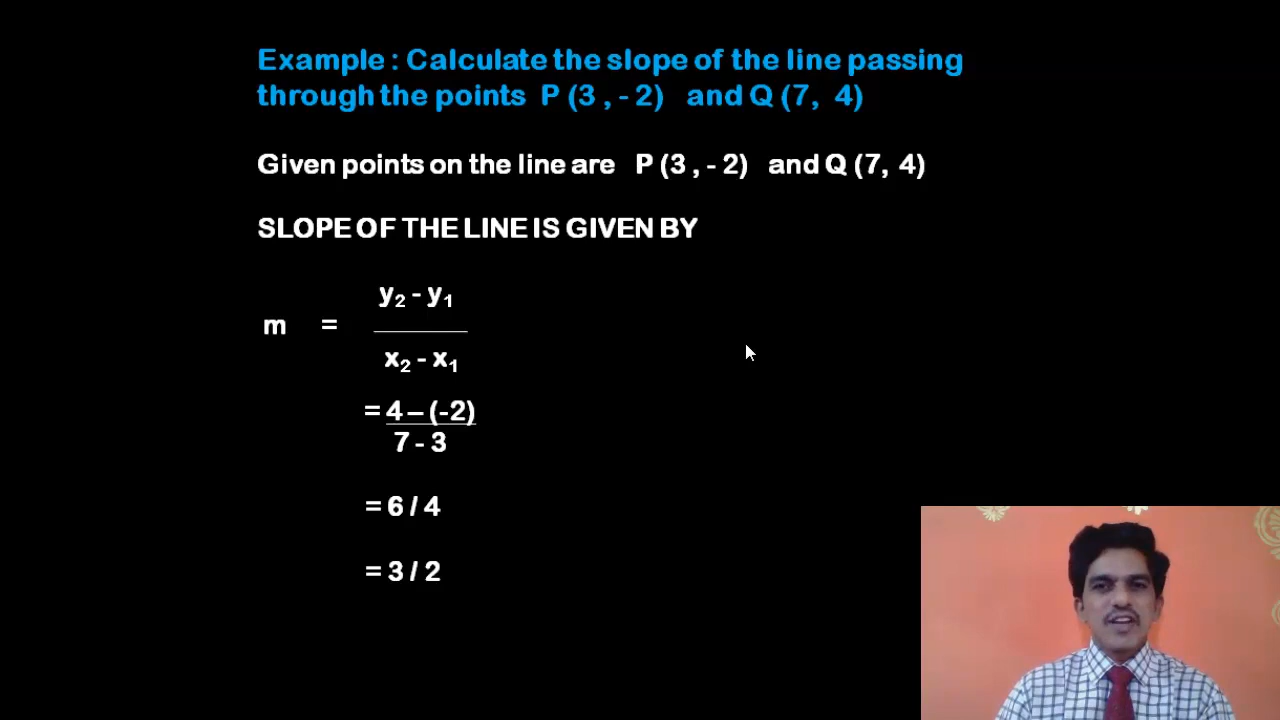 Example : Calculate the slope of the line passing
through the points P (3 , - 2) and Q (7, 4)
Given points on the line are P (3 , - 2) and Q (7, 4)
SLOPE OF THE LINE IS GIVEN BY
y₂ - y₁
m =
x₂ - x₁
= 4 – (-2)
7 - 3
= 6 / 4
= 3 / 2